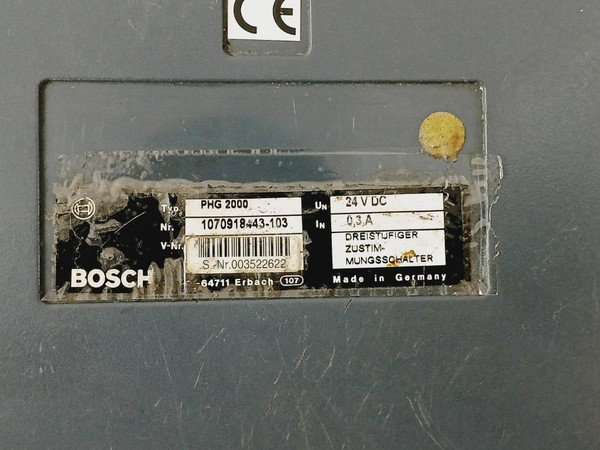 CE
Typ. PHG 2000
Nr. 1070918443-103
V-Nr.
S.-Nr.003522622
BOSCH
64711 Erbach 107
UN 24 V DC
IN 0,3 A
DREISTUFIGER
ZUSTIM-
MUNGSSCHALTER
Made in Germany